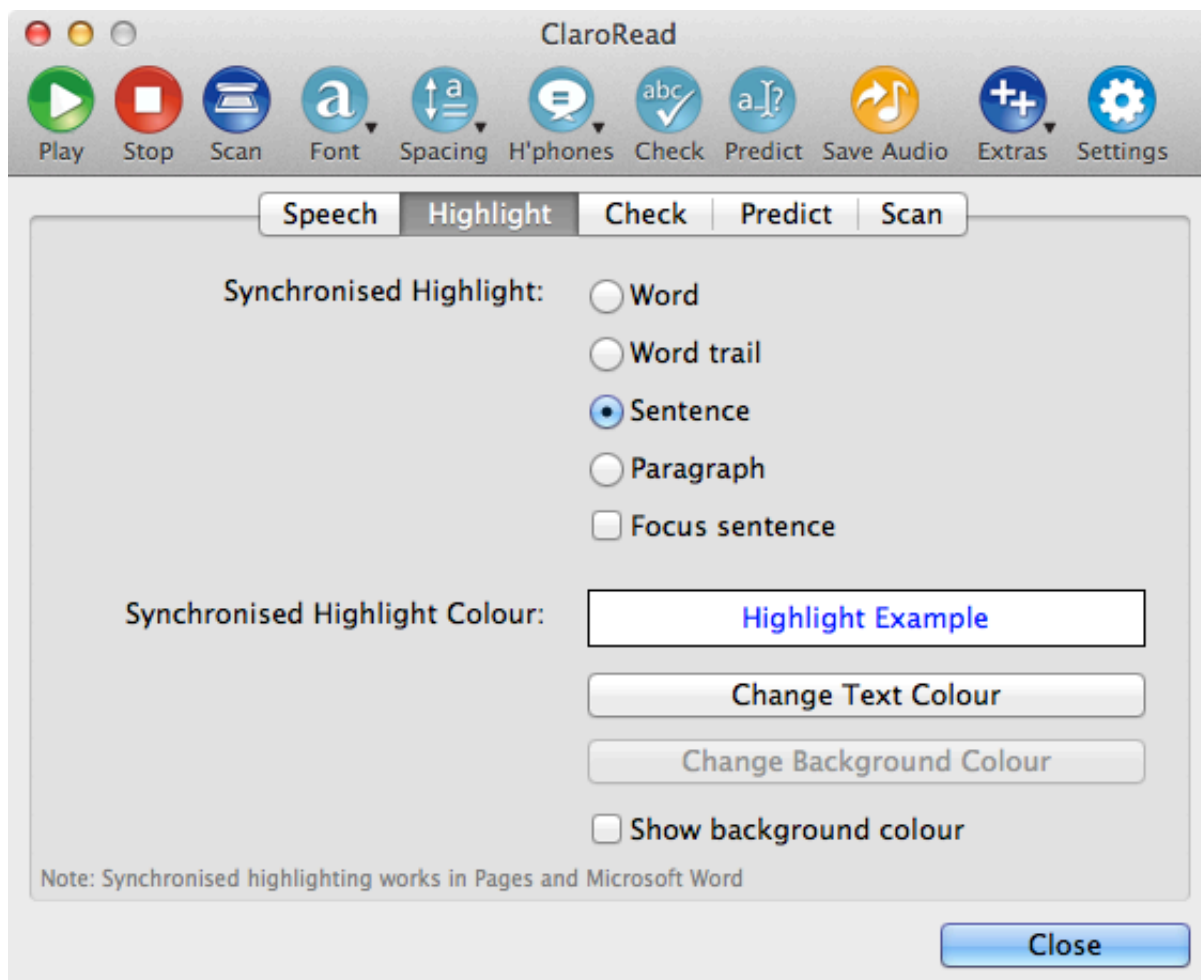 ClaroRead
a a abc a..? 
Play Stop Scan Font Spacing H'phones Check Predict Save Audio Extras Settings
Speech Highlight Check Predict Scan
Synchronised Highlight:
Word
Word trail
Sentence
Paragraph
Focus sentence
Synchronised Highlight Colour:
Highlight Example
Change Text Colour
Change Background Colour
Show background colour
Note: Synchronised highlighting works in Pages and Microsoft Word
Close